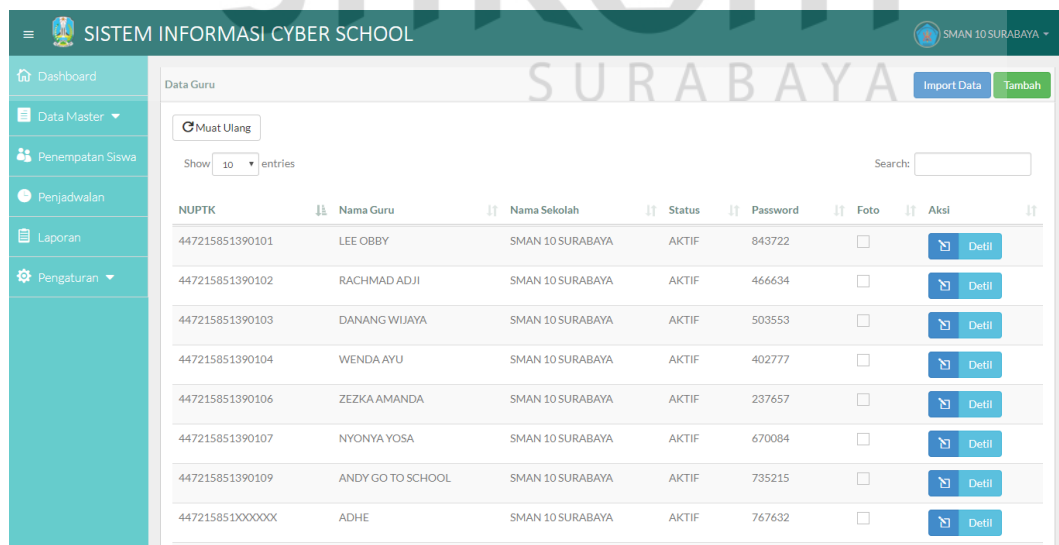 SISTEM INFORMASI CYBER SCHOOL
SMAN 10 SURABAYA
SURABAYA
Dashboard
Data Master
Penempatan Siswa
Penjadwalan
Laporan
Pengaturan
Data Guru
Import Data Tambah
Muat Ulang
Show 10 entries
Search:
NUPTK Nama Guru Nama Sekolah Status Password Foto Aksi
447215851390101 LEE OBBY SMAN 10 SURABAYA AKTIF 843722 Detil
447215851390102 RACHMAD ADJI SMAN 10 SURABAYA AKTIF 466634 Detil
447215851390103 DANANG WIJAYA SMAN 10 SURABAYA AKTIF 503553 Detil
447215851390104 WENDA AYU SMAN 10 SURABAYA AKTIF 402777 Detil
447215851390106 ZEZKA AMANDA SMAN 10 SURABAYA AKTIF 237657 Detil
447215851390107 NYONYA YOSA SMAN 10 SURABAYA AKTIF 670084 Detil
447215851390109 ANDY GO TO SCHOOL SMAN 10 SURABAYA AKTIF 735215 Detil
447215851XXXXXX ADHE SMAN 10 SURABAYA AKTIF 767632 Detil